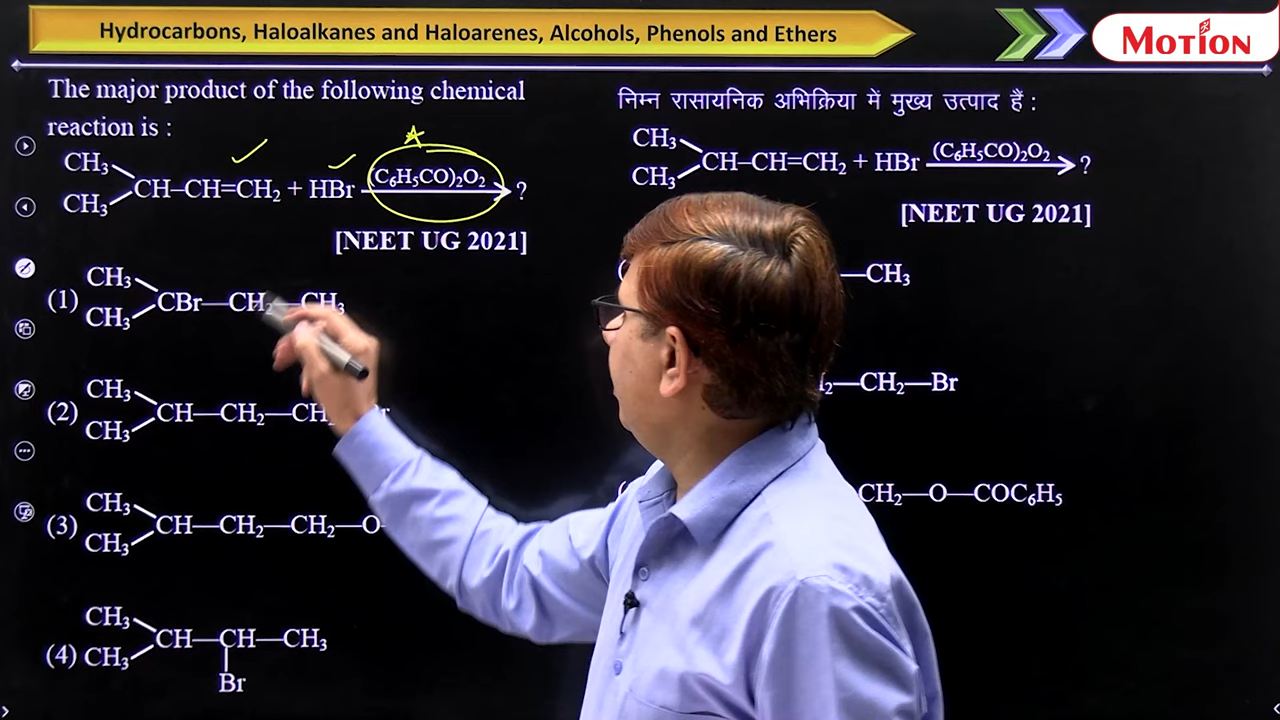 Hydrocarbons, Haloalkanes and Haloarenes, Alcohols, Phenols and Ethers
MOTION
The major product of the following chemical
reaction is :
CH₃
CH₃
CH–CH=CH₂ + HBr (C₆H₅CO)₂O₂ ?
[NEET UG 2021]
(1) CH₃
CH₃
CBr—CH₂—CH₃
(2) CH₃
CH₃
CH—CH₂—CH
(3) CH₃
CH₃
CH—CH₂—CH₂—O
(4) CH₃
CH₃
CH—CH—CH₃
Br
निम्न रासायनिक अभिक्रिया में मुख्य उत्पाद हैं :
CH₃
CH₃
CH–CH=CH₂ + HBr (C₆H₅CO)₂O₂ ?
[NEET UG 2021]
—CH₃
—CH₂—Br
CH₂—O—COC₆H₅